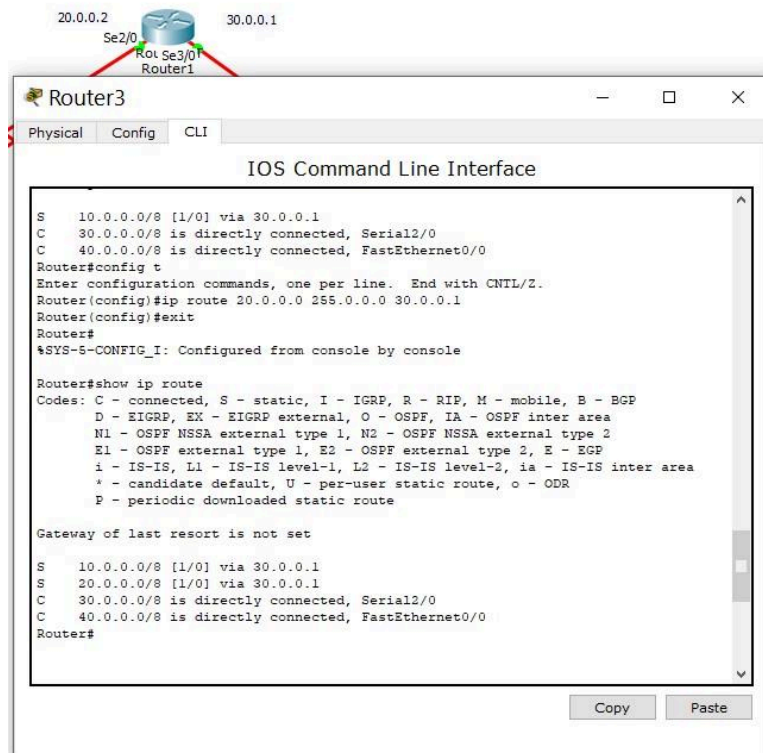 20.0.0.2
30.0.0.1
Se2/0
Rou Se3/0
Router1
Router3
Physical Config CLI
IOS Command Line Interface
S 10.0.0.0/8 [1/0] via 30.0.0.1
C 30.0.0.0/8 is directly connected, Serial2/0
C 40.0.0.0/8 is directly connected, FastEthernet0/0
Router#config t
Enter configuration commands, one per line. End with CNTL/Z.
Router(config)#ip route 20.0.0.0 255.0.0.0 30.0.0.1
Router(config)#exit
Router#
%SYS-5-CONFIG_I: Configured from console by console
Router#show ip route
Codes: C - connected, S - static, I - IGRP, R - RIP, M - mobile, B - BGP
D - EIGRP, EX - EIGRP external, O - OSPF, IA - OSPF inter area
N1 - OSPF NSSA external type 1, N2 - OSPF NSSA external type 2
E1 - OSPF external type 1, E2 - OSPF external type 2, E - EGP
i - IS-IS, L1 - IS-IS level-1, L2 - IS-IS level-2, ia - IS-IS inter area
* - candidate default, U - per-user static route, o - ODR
P - periodic downloaded static route
Gateway of last resort is not set
S 10.0.0.0/8 [1/0] via 30.0.0.1
S 20.0.0.0/8 [1/0] via 30.0.0.1
C 30.0.0.0/8 is directly connected, Serial2/0
C 40.0.0.0/8 is directly connected, FastEthernet0/0
Router#
Copy Paste